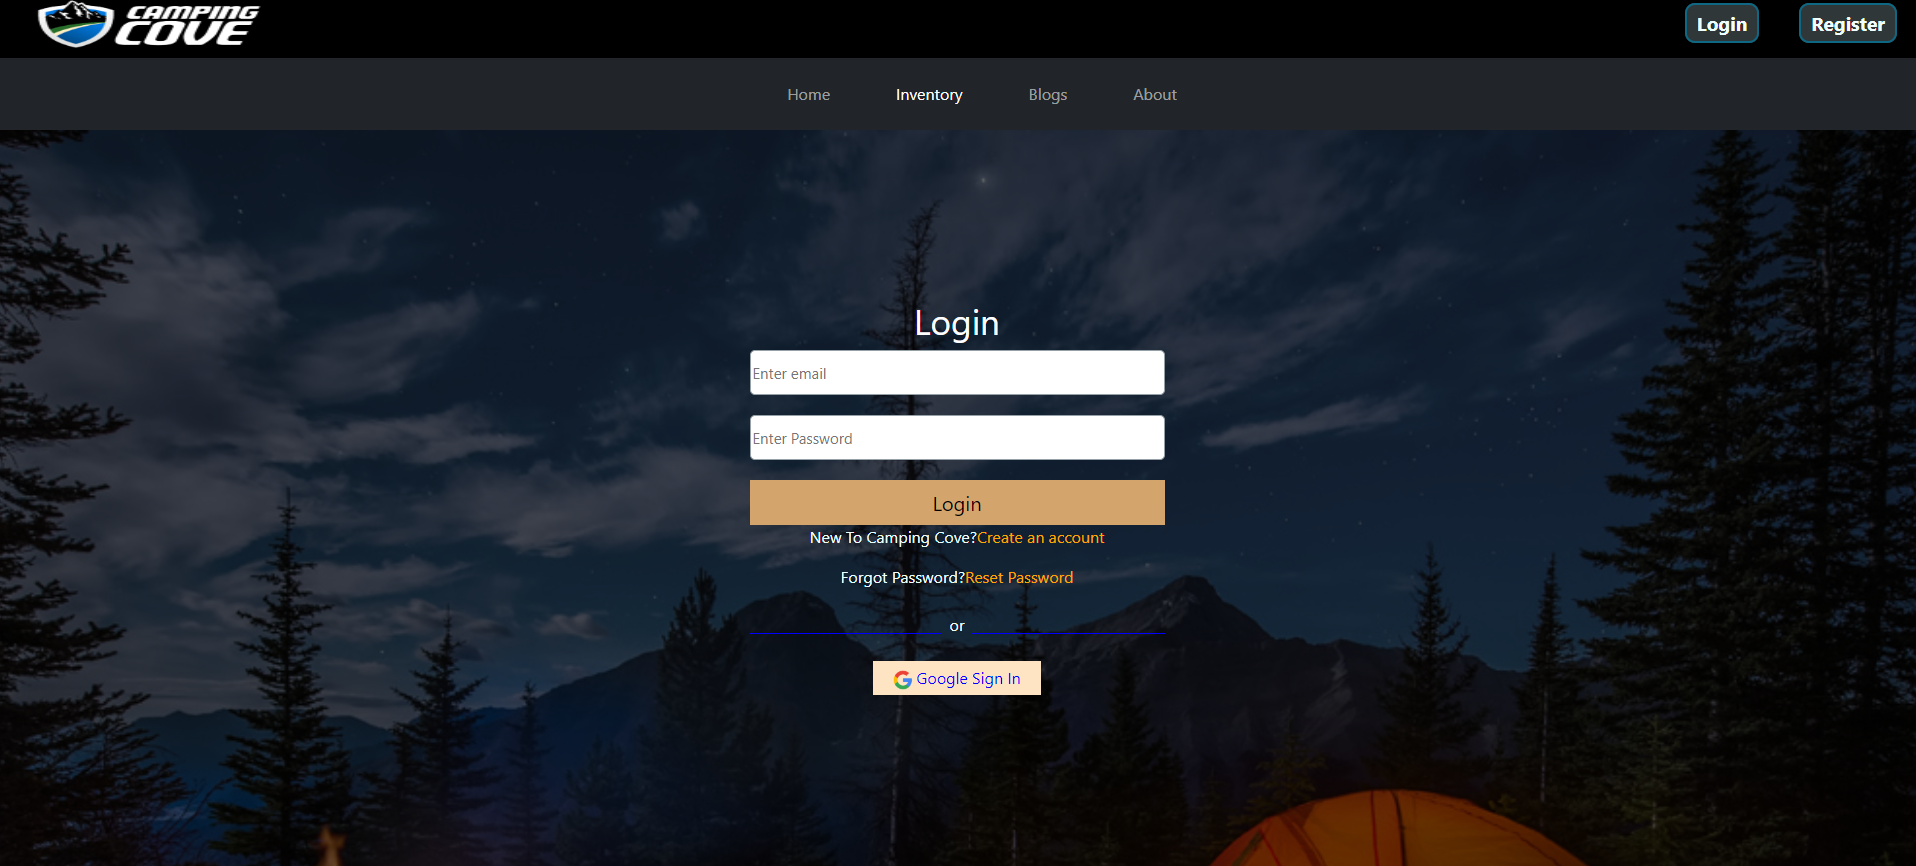 CAMPING
COVE
Login
Register
Home
Inventory
Blogs
About
Login
Enter email
Enter Password
Login
New To Camping Cove?Create an account
Forgot Password?Reset Password
or
Google Sign In